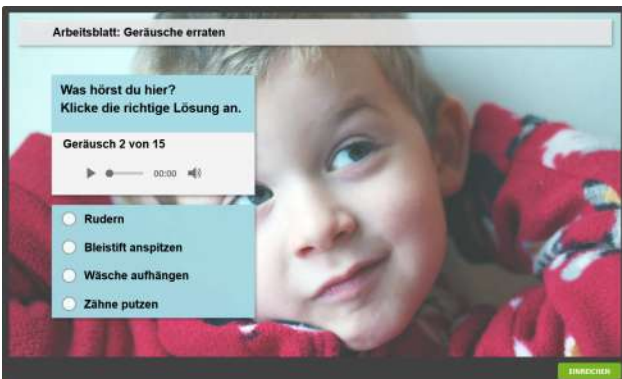 Arbeitsblatt: Geräusche erraten
Was hörst du hier?
Klicke die richtige Lösung an.
Geräusch 2 von 15
00:00
Rudern
Bleistift anspitzen
Wäsche aufhängen
Zähne putzen
EINREICHEN